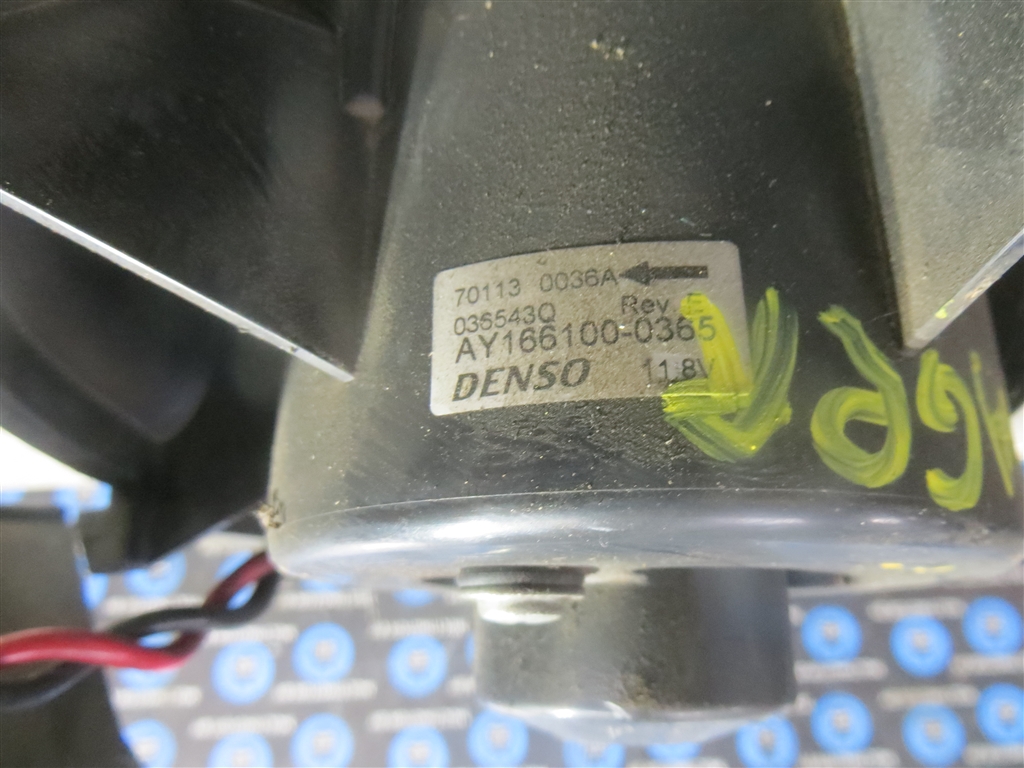 70113 0036A
036543Q Rev. E
AY166100-0365
DENSO 11.8V